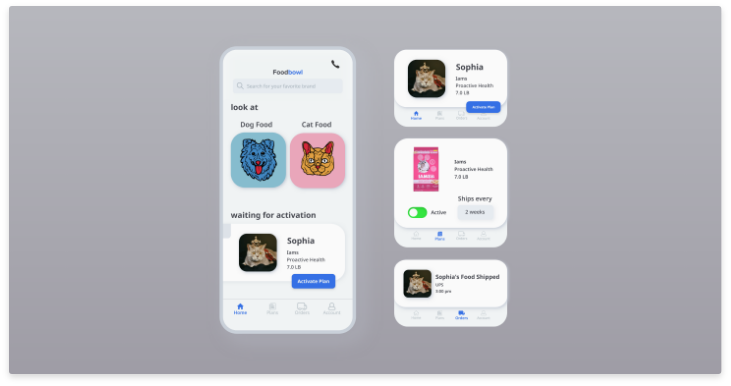 Foodbowl
Search for your favorite brand
look at
Dog Food Cat Food
waiting for activation
Sophia
Iams
Proactive Health
7.0 LB
Activate Plan
Home Plans Orders Account
Sophia
Iams
Proactive Health
7.0 LB
Activate Plan
Home Plans Orders Account
Iams
Proactive Health
7.0 LB
Ships every
Active 2 weeks
Home Plans Orders Account
Sophia's Food Shipped
UPS
3:00 pm
Home Plans Orders Account